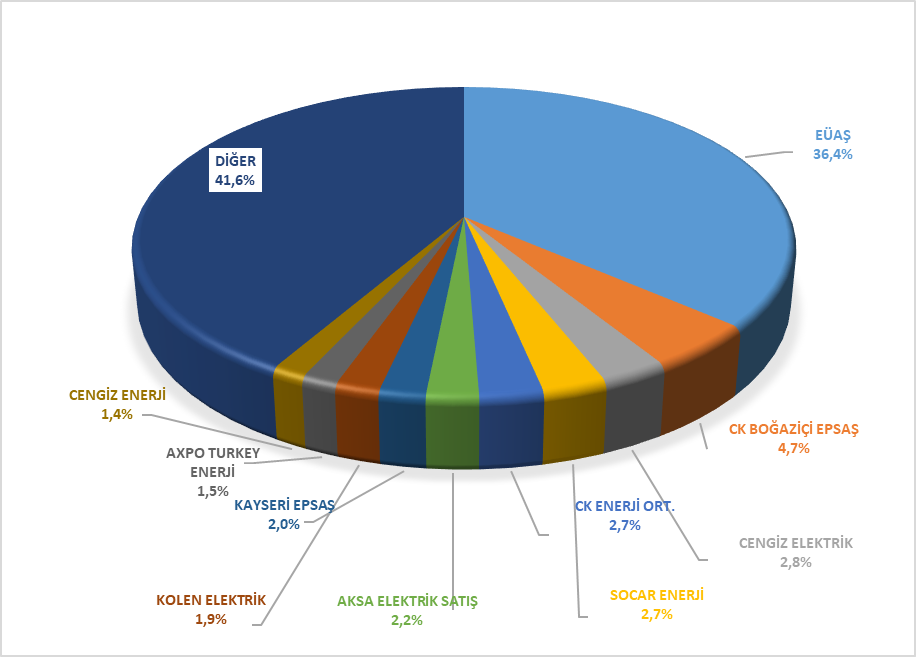 EÜAŞ
36,4%
DİĞER
41,6%
CENGİZ ENERJİ
1,4%
CK BOĞAZİÇİ EPSAŞ
4,7%
AXPO TURKEY
ENERJİ
1,5%
KAYSERİ EPSAŞ
2,0%
CK ENERJİ ORT.
2,7%
CENGİZ ELEKTRİK
2,8%
KOLEN ELEKTRİK
1,9%
AKSA ELEKTRİK SATIŞ
2,2%
SOCAR ENERJİ
2,7%